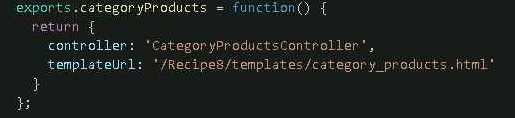 exports.categoryProducts = function() {
  return {
    controller: 'CategoryProductsController',
    templateUrl: '/Recipe8/templates/category_products.html'
  }
};